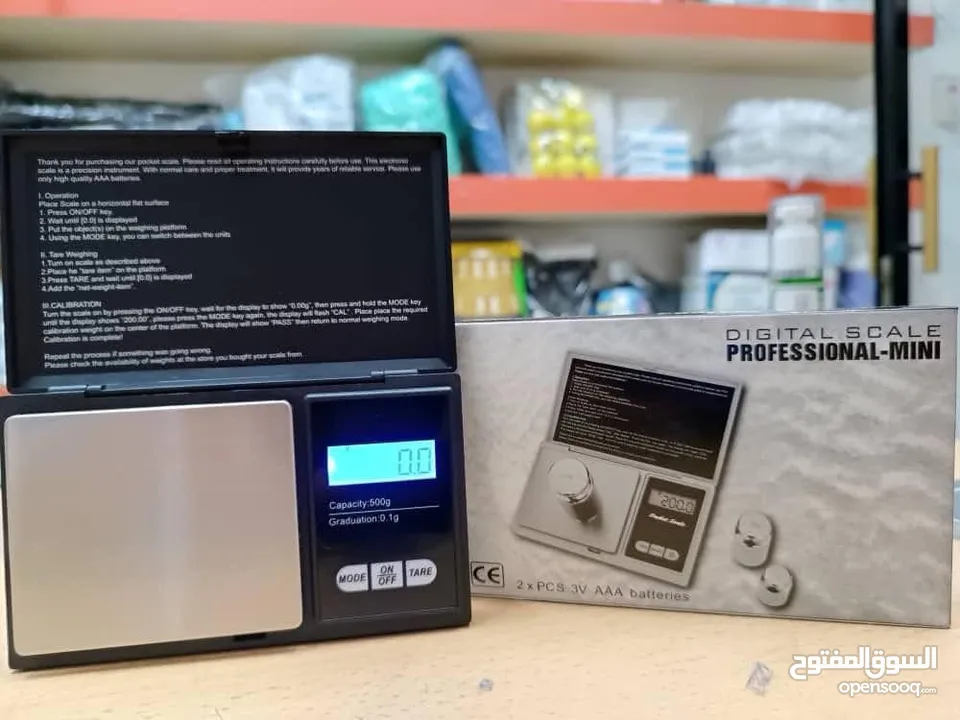 Thank you for purchasing our pocket scale. Please read all operating instructions carefully before use. This electronic
scale is a precision instrument. With normal care and proper treatment, it will provide years of reliable service. Please use
only high quality AAA batteries.
I. Operation
Place Scale on a horizontal flat surface
1. Press ON/OFF key.
2. Wait until [0.0] is displayed
3. Put the object(s) on the weighing platform
4. Using the MODE key, you can switch between the units
II. Tare Weighing
1.Turn on scale as described above
2.Place he "tare item" on the platform
3.Press TARE and wait until [0.0] is displayed
4.Add the "net-weight-item".
III.CALIBRATION
Turn the scale on by pressing the ON/OFF key, wait for the display to show "0.00g", then press and hold the MODE key
until the display shows "200.00", please press the MODE key again, the display will flash "CAL". Place place the required
calibration weight on the center of the platform. The display will show "PASS" then return to normal weighing mode.
Calibration is complete!
Repeat the process if something was going wrong.
Please check the availability of weights at the store you bought your scale from.
0.0
Capacity:500g
Graduation:0.1g
MODE ON/OFF TARE
DIGITAL SCALE
PROFESSIONAL-MINI
200.0
Pocket Scale
CE 2 x PCS 3V AAA batteries
السوق المفتوح
opensooq.com